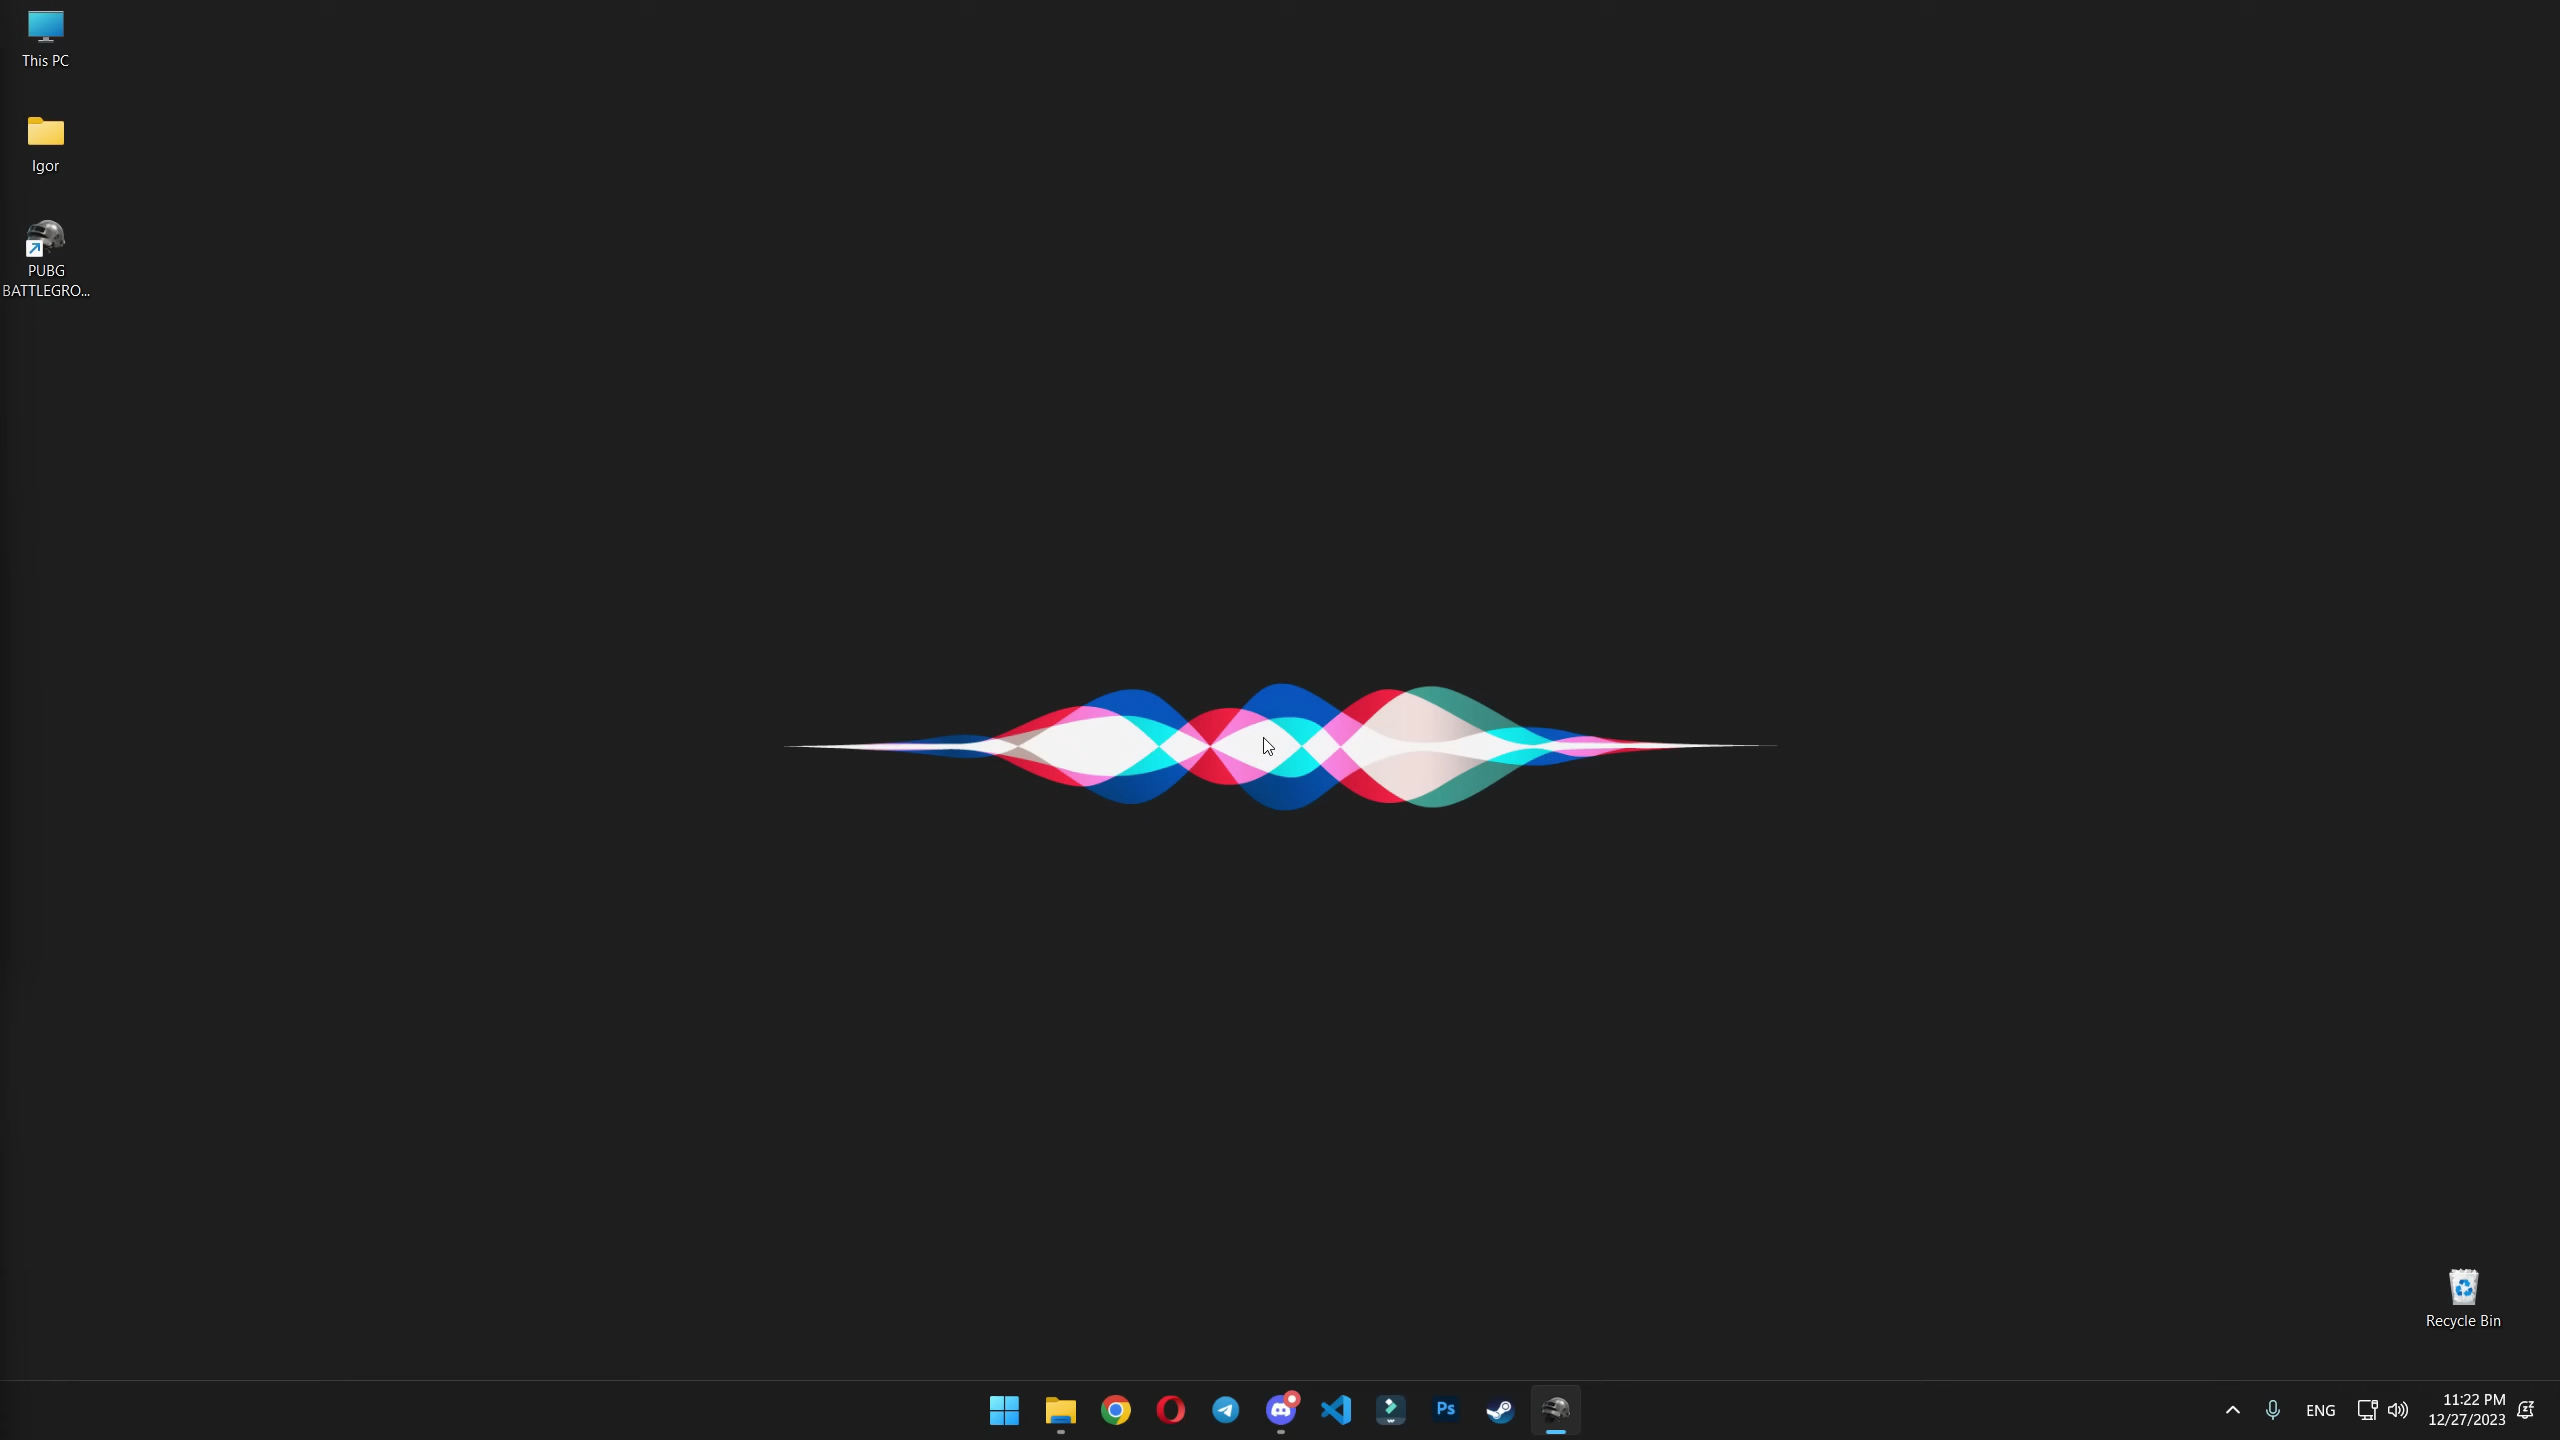 This PC
Igor
PUBG
BATTLEGRO...
Recycle Bin
Ps
ENG
11:22 PM
12/27/2023